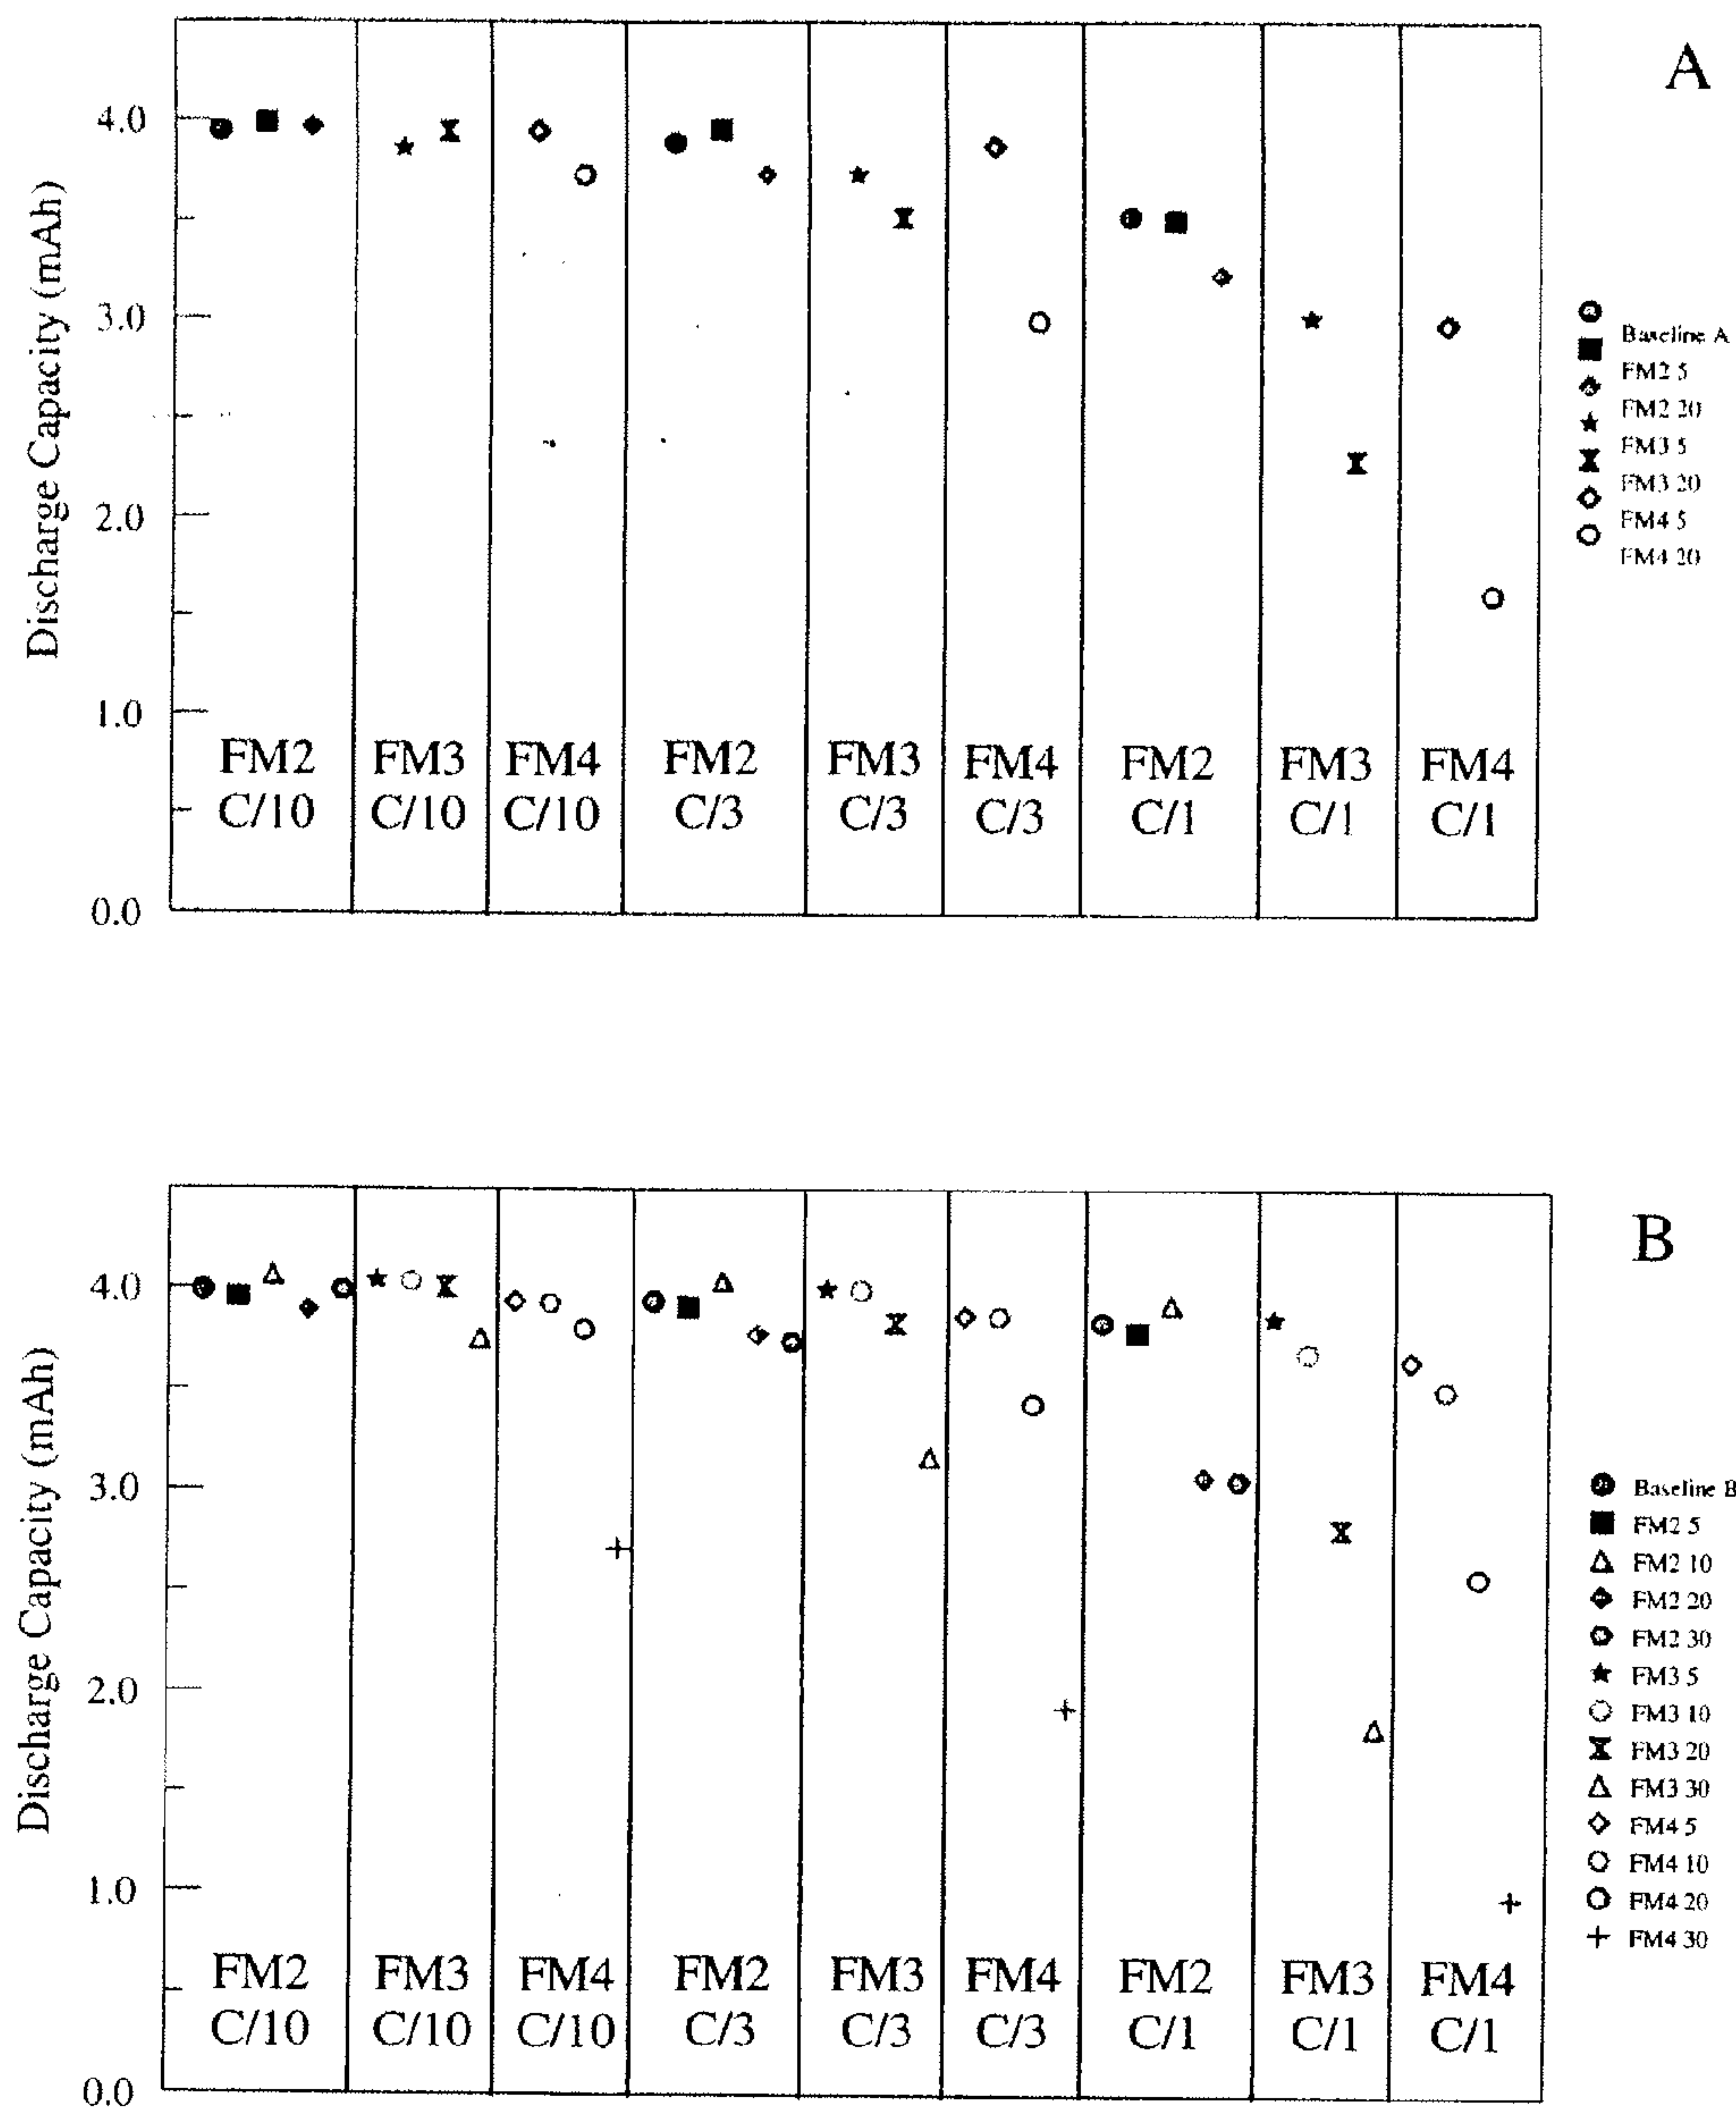 A
4.0
3.0
2.0
1.0
0.0
Discharge Capacity (mAh)
FM2 FM3 FM4 FM2 FM3 FM4 FM2 FM3 FM4
C/10 C/10 C/10 C/3 C/3 C/3 C/1 C/1 C/1
Baseline A
FM2 5
FM2 20
FM3 5
FM3 20
FM4 5
FM4 20
B
4.0
3.0
2.0
1.0
0.0
Discharge Capacity (mAh)
FM2 FM3 FM4 FM2 FM3 FM4 FM2 FM3 FM4
C/10 C/10 C/10 C/3 C/3 C/3 C/1 C/1 C/1
Baseline B
FM2 5
FM2 10
FM2 20
FM2 30
FM3 5
FM3 10
FM3 20
FM3 30
FM4 5
FM4 10
FM4 20
FM4 30